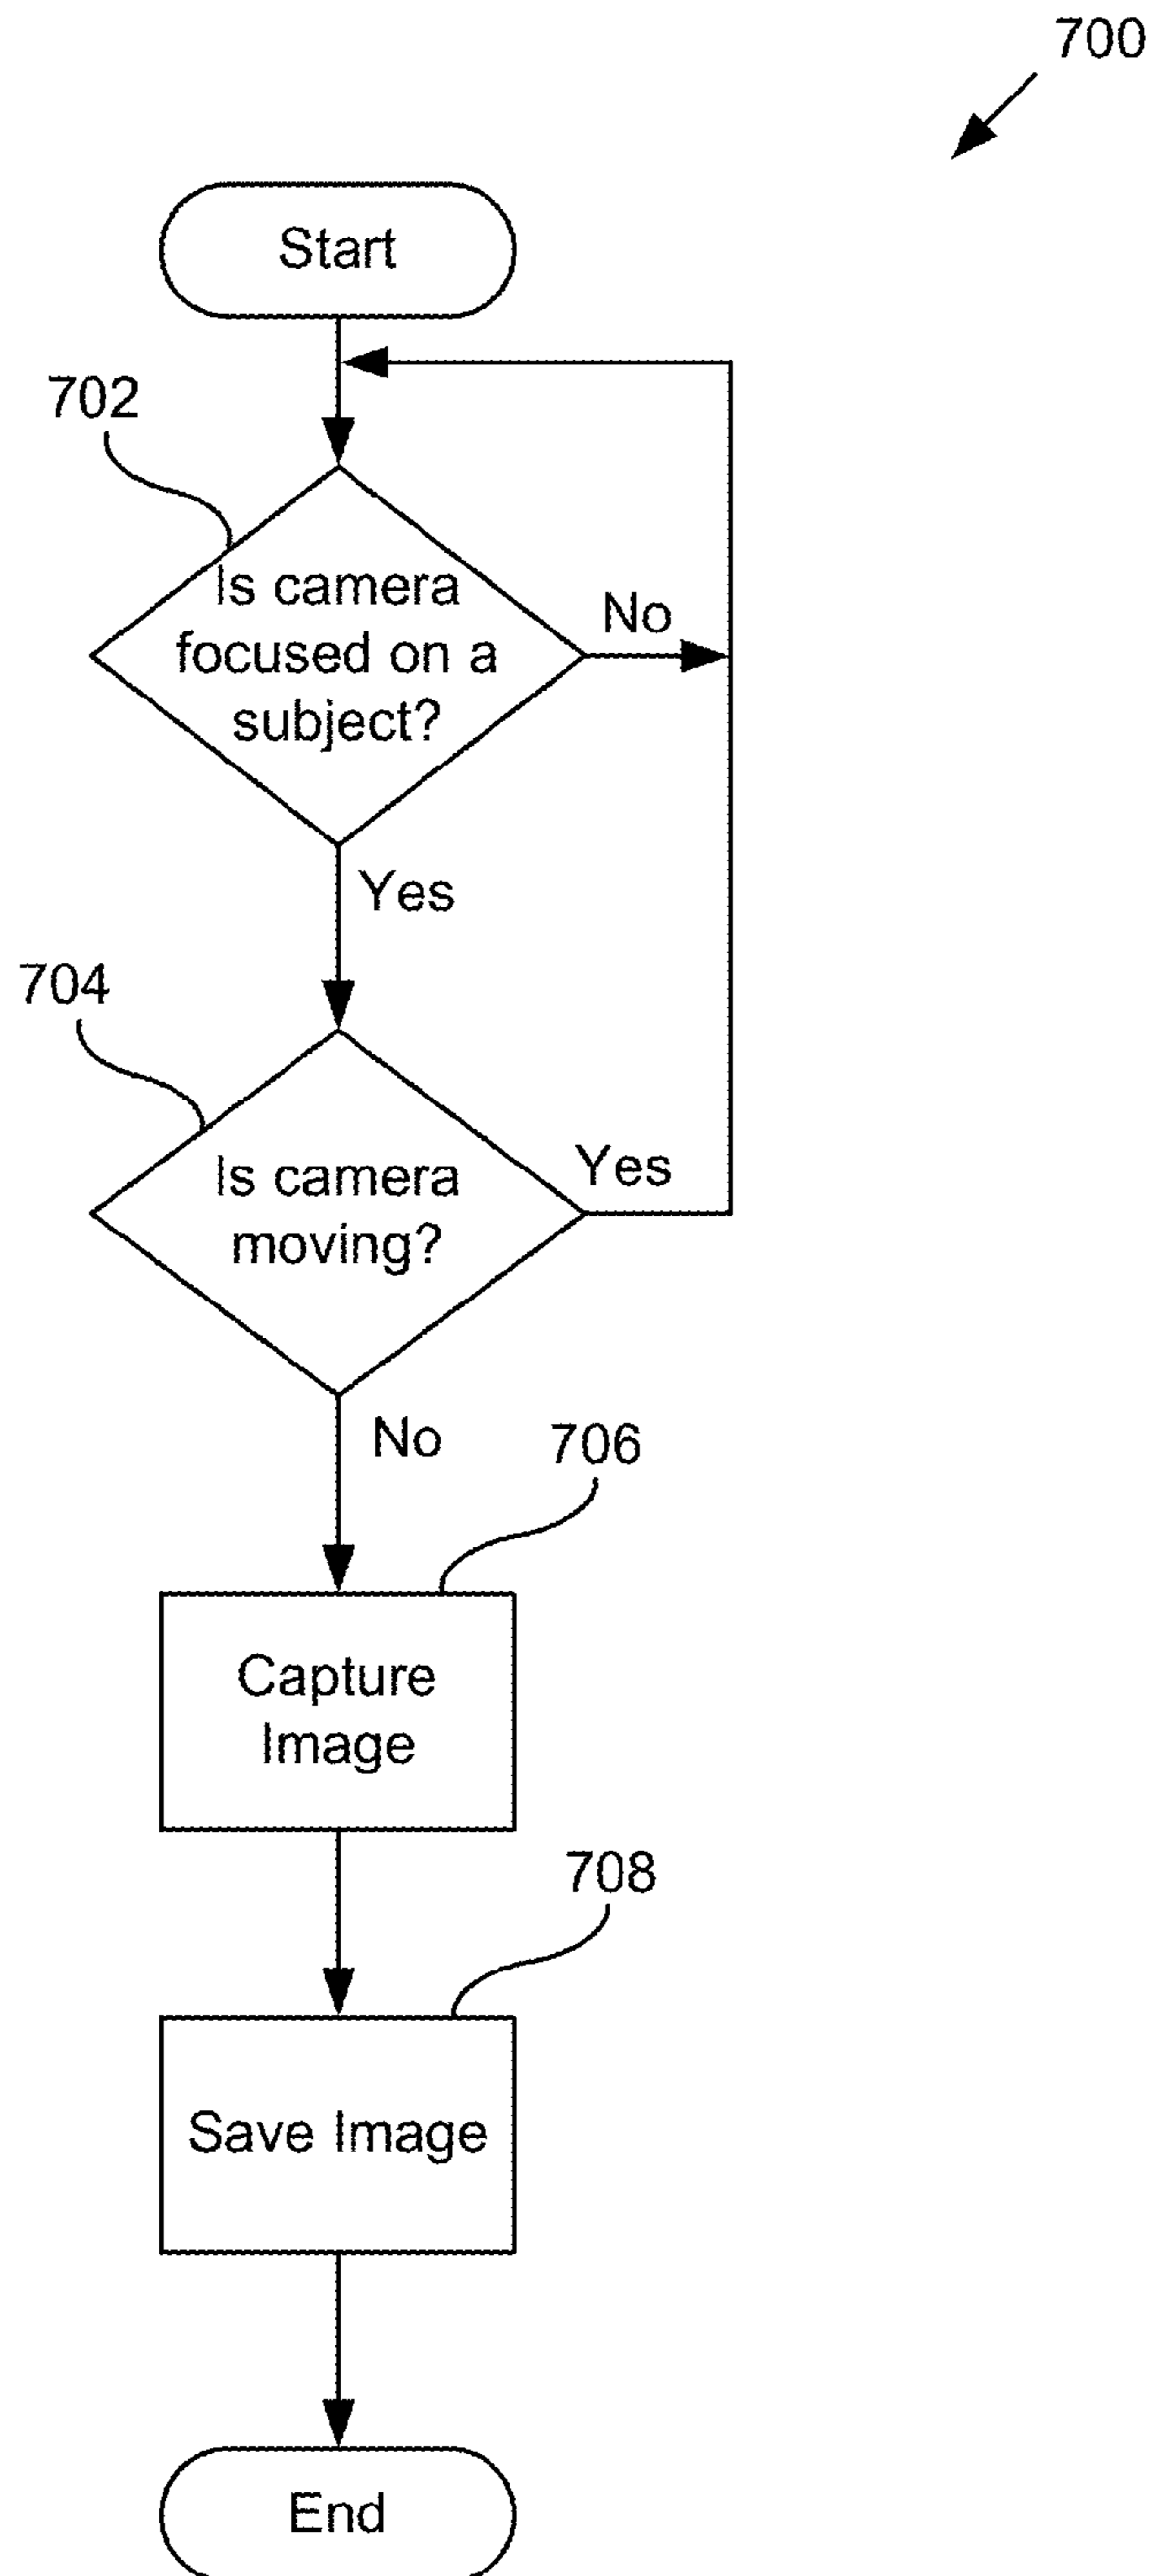 700
Start
702
Is camera
focused on a
subject?
No
Yes
704
Is camera
moving?
Yes
No
706
Capture
Image
708
Save Image
End